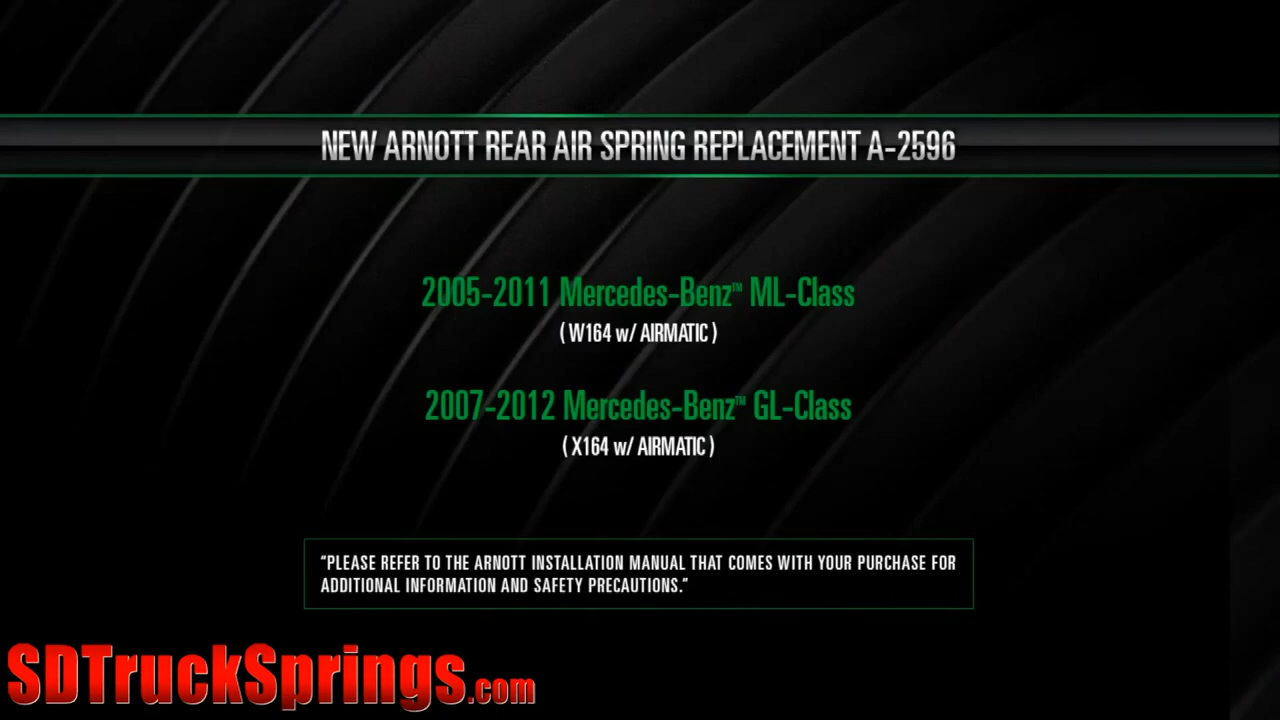 NEW ARNOTT REAR AIR SPRING REPLACEMENT A-2596
2005-2011 Mercedes-Benz™ ML-Class
( W164 w/ AIRMATIC )
2007-2012 Mercedes-Benz™ GL-Class
( X164 w/ AIRMATIC )
“PLEASE REFER TO THE ARNOTT INSTALLATION MANUAL THAT COMES WITH YOUR PURCHASE FOR
ADDITIONAL INFORMATION AND SAFETY PRECAUTIONS.”
SDTruckSprings.com